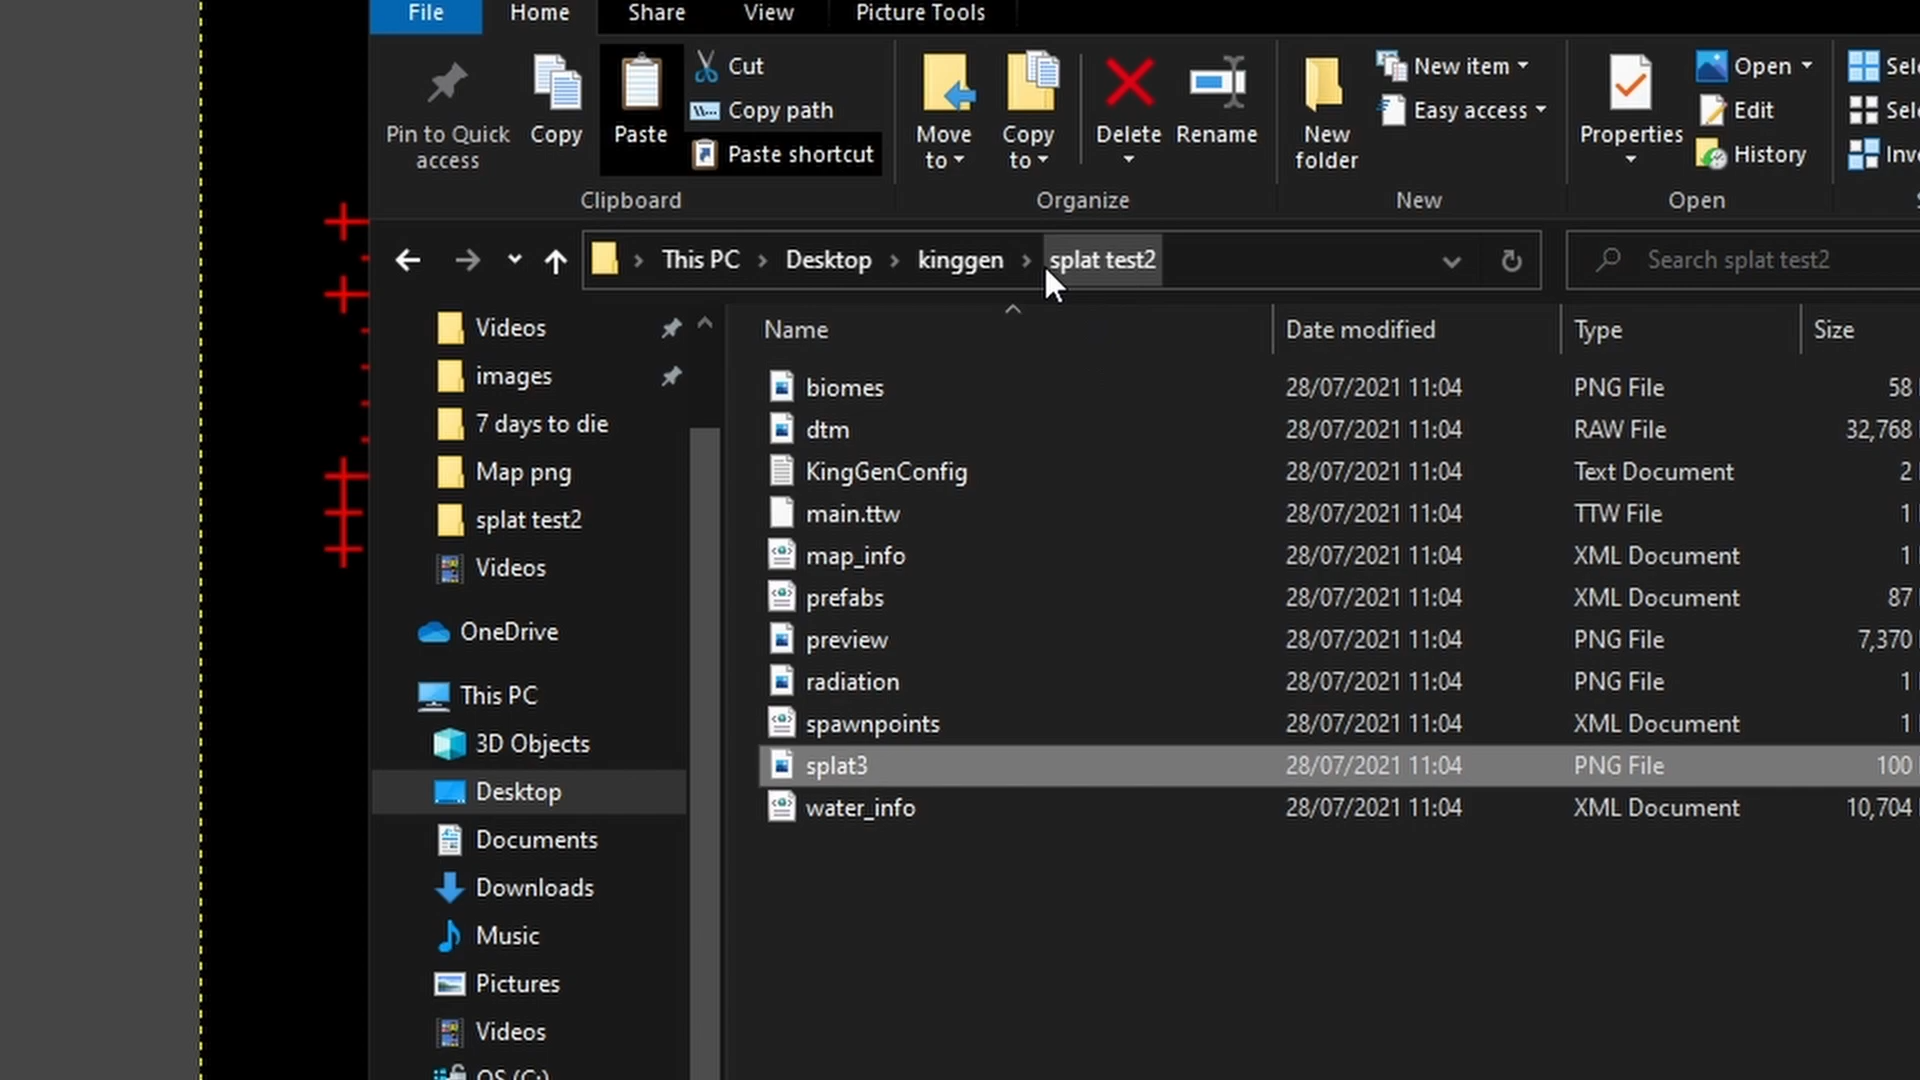 File Home Share View Picture Tools
Pin to Quick access
Copy
Paste
Cut
Copy path
Paste shortcut
Move to
Copy to
Delete
Rename
New folder
New item
Easy access
Properties
Open
Edit
History
Clipboard Organize New Open
This PC > Desktop > kinggen > splat test2
Search splat test2
Videos
images
7 days to die
Map png
splat test2
Videos
OneDrive
This PC
3D Objects
Desktop
Documents
Downloads
Music
Pictures
Videos
OS (C:)
Name Date modified Type Size
biomes 28/07/2021 11:04 PNG File 58
dtm 28/07/2021 11:04 RAW File 32,768
KingGenConfig 28/07/2021 11:04 Text Document 2
main.ttw 28/07/2021 11:04 TTW File 1
map_info 28/07/2021 11:04 XML Document 1
prefabs 28/07/2021 11:04 XML Document 87
preview 28/07/2021 11:04 PNG File 7,370
radiation 28/07/2021 11:04 PNG File 1
spawnpoints 28/07/2021 11:04 XML Document 1
splat3 28/07/2021 11:04 PNG File 100
water_info 28/07/2021 11:04 XML Document 10,704